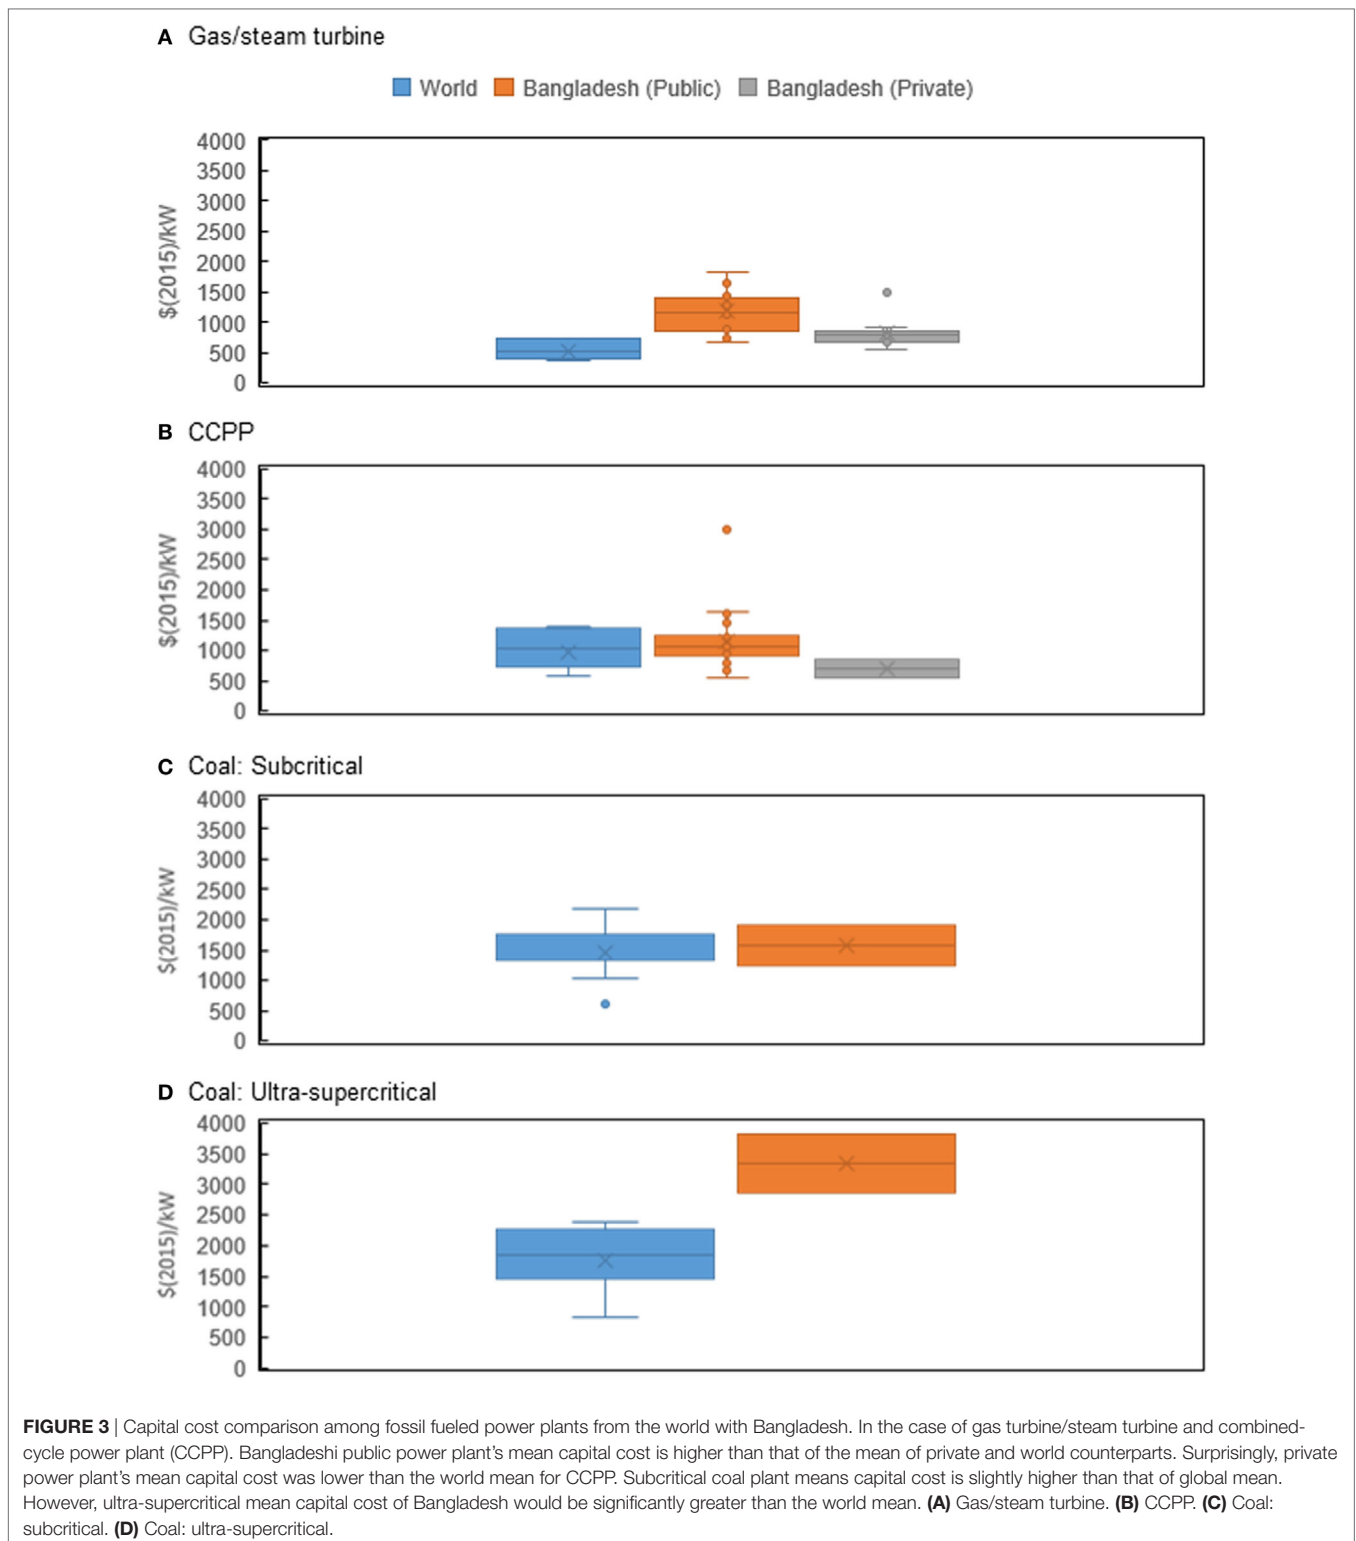 A Gas/steam turbine
World Bangladesh (Public) Bangladesh (Private)
4000
3500
3000
2500
2000
1500
1000
500
0
$(2015)/kW
B CCPP
4000
3500
3000
2500
2000
1500
1000
500
0
$(2015)/kW
C Coal: Subcritical
4000
3500
3000
2500
2000
1500
1000
500
0
$(2015)/kW
D Coal: Ultra-supercritical
4000
3500
3000
2500
2000
1500
1000
500
0
$(2015)/kW
FIGURE 3 | Capital cost comparison among fossil fueled power plants from the world with Bangladesh. In the case of gas turbine/steam turbine and combined-
cycle power plant (CCPP). Bangladeshi public power plant's mean capital cost is higher than that of the mean of private and world counterparts. Surprisingly, private
power plant's mean capital cost was lower than the world mean for CCPP. Subcritical coal plant means capital cost is slightly higher than that of global mean.
However, ultra-supercritical mean capital cost of Bangladesh would be significantly greater than the world mean. (A) Gas/steam turbine. (B) CCPP. (C) Coal:
subcritical. (D) Coal: ultra-supercritical.